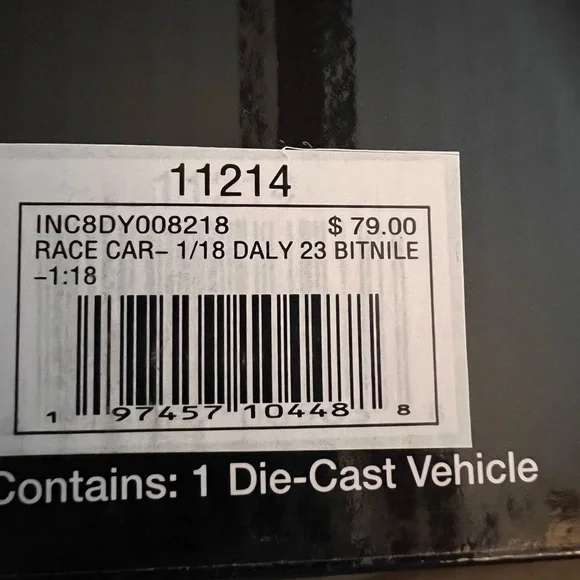 11214
INC8DY008218 $ 79.00
RACE CAR- 1/18 DALY 23 BITNILE
-1:18
1 97457 10448 8
Contains: 1 Die-Cast Vehicle